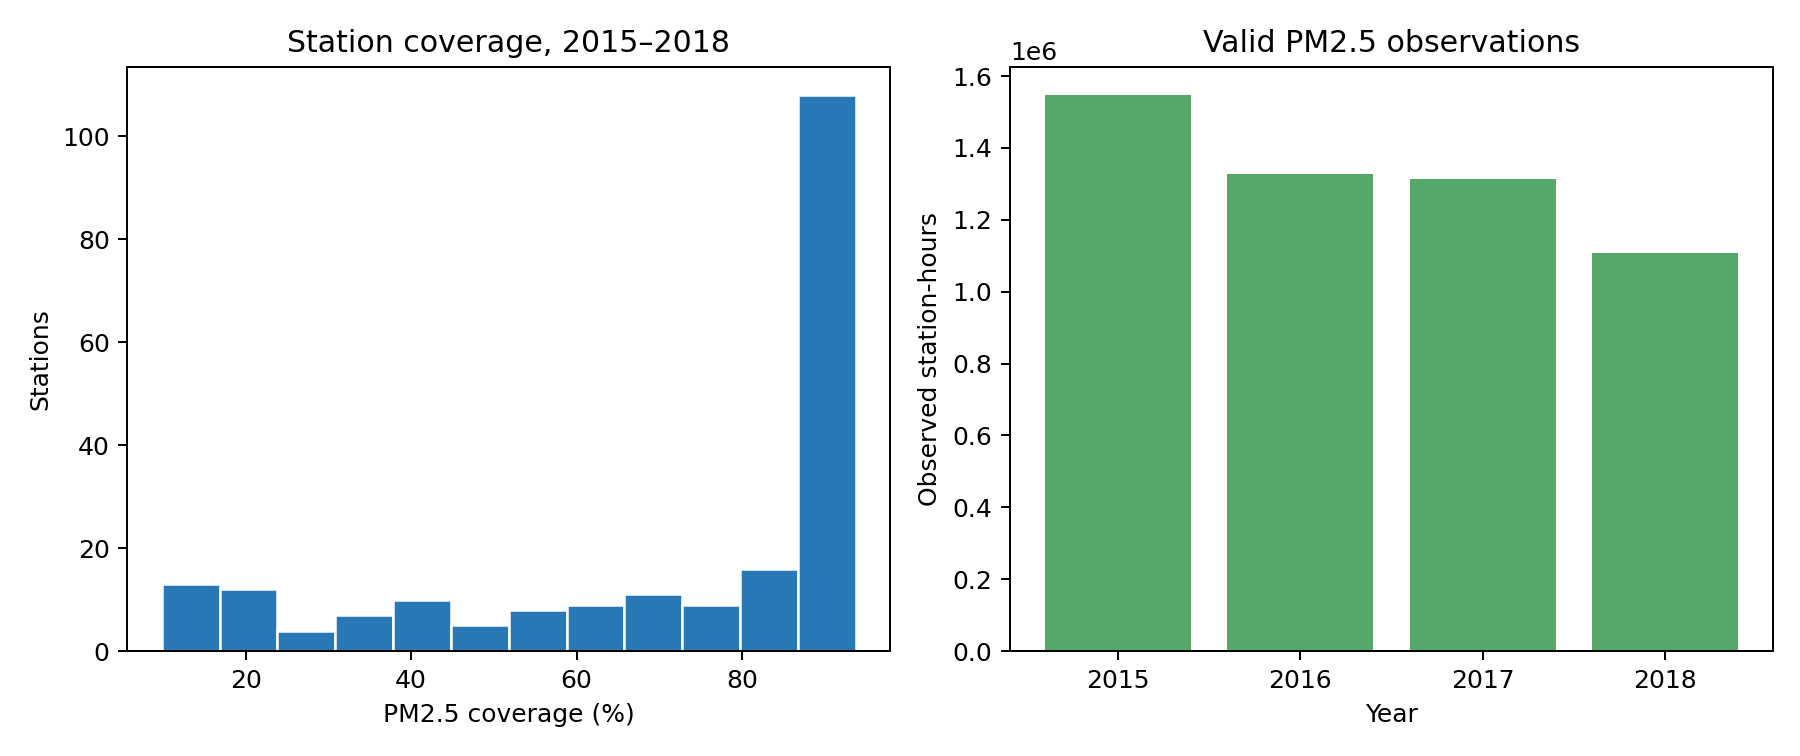 Station coverage, 2015–2018
Stations
100
80
60
40
20
0
20 40 60 80
PM2.5 coverage (%)
Valid PM2.5 observations
1e6
Observed station-hours
1.6
1.4
1.2
1.0
0.8
0.6
0.4
0.2
0.0
2015 2016 2017 2018
Year